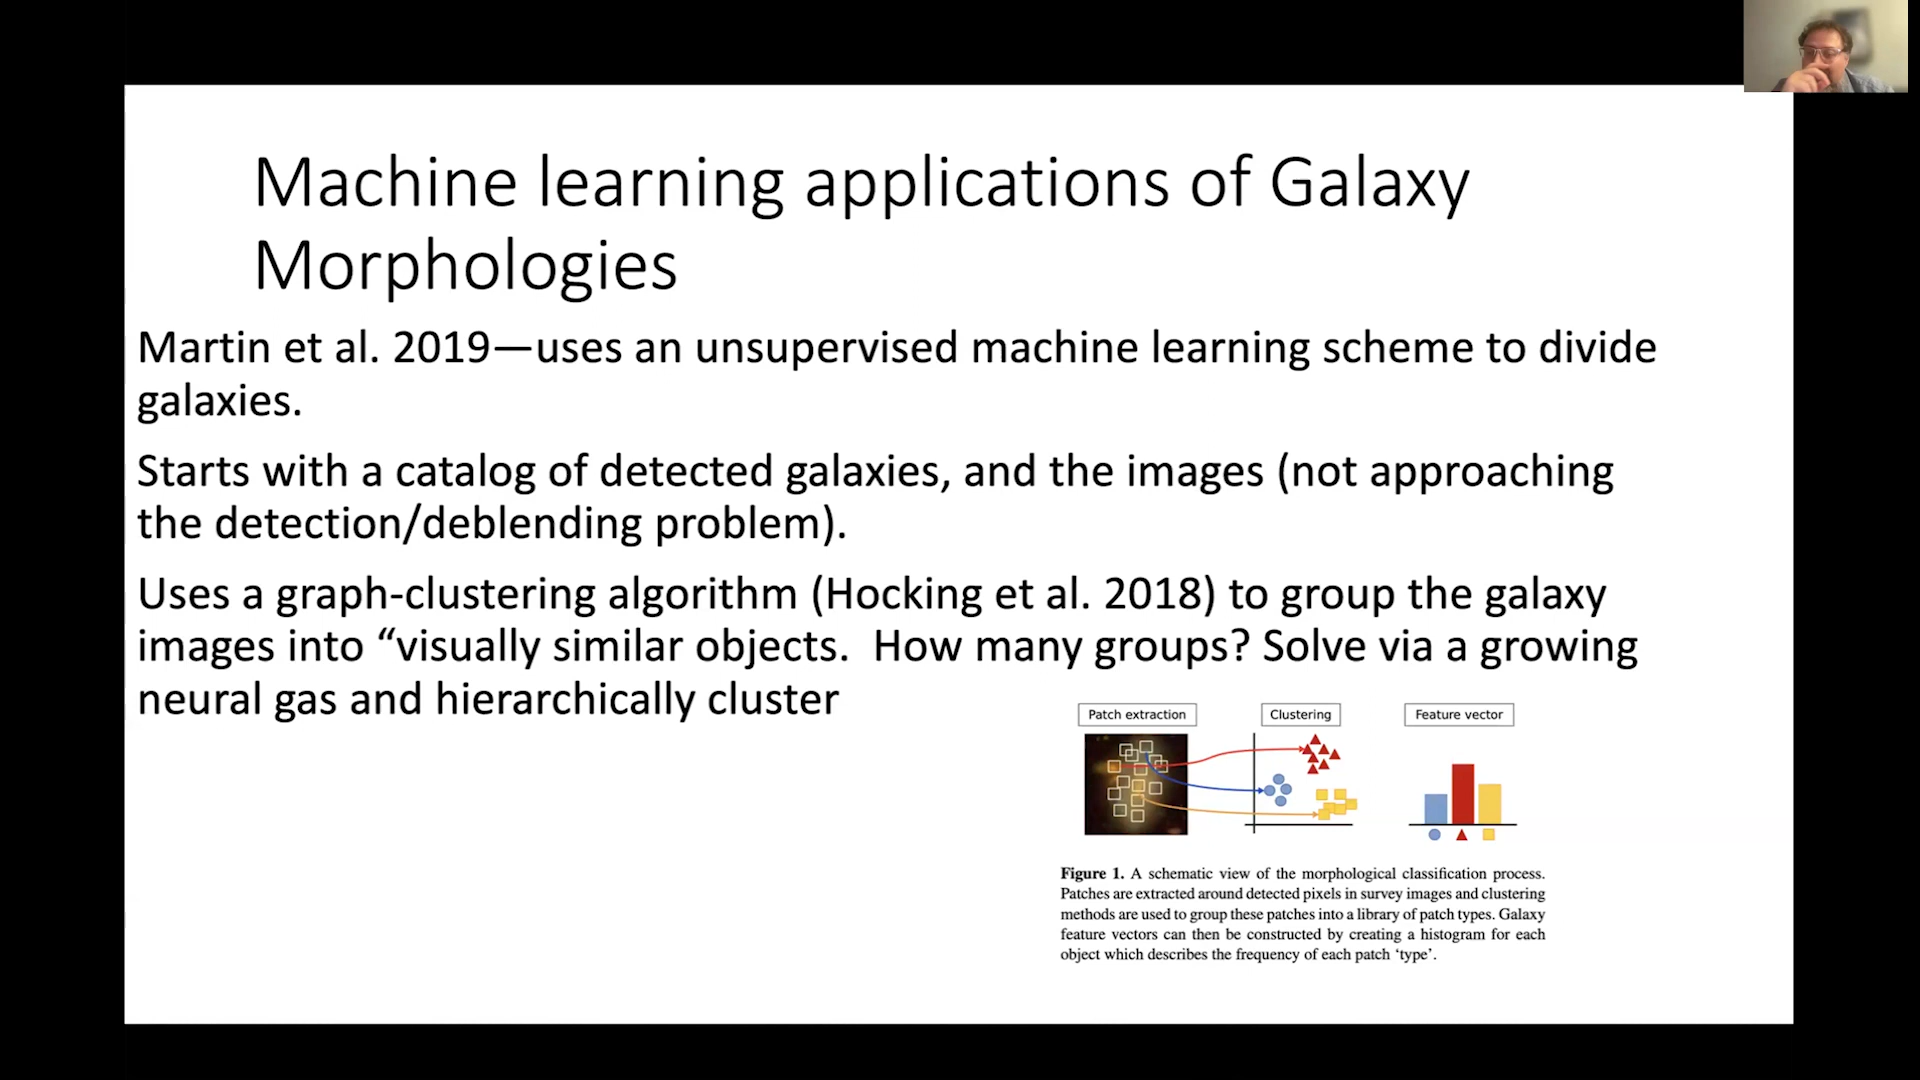 Machine learning applications of Galaxy
Morphologies
Martin et al. 2019—uses an unsupervised machine learning scheme to divide
galaxies.
Starts with a catalog of detected galaxies, and the images (not approaching
the detection/deblending problem).
Uses a graph-clustering algorithm (Hocking et al. 2018) to group the galaxy
images into “visually similar objects.  How many groups? Solve via a growing
neural gas and hierarchically cluster
Patch extraction
Clustering
Feature vector
Figure 1. A schematic view of the morphological classification process.
Patches are extracted around detected pixels in survey images and clustering
methods are used to group these patches into a library of patch types. Galaxy
feature vectors can then be constructed by creating a histogram for each
object which describes the frequency of each patch ‘type’.